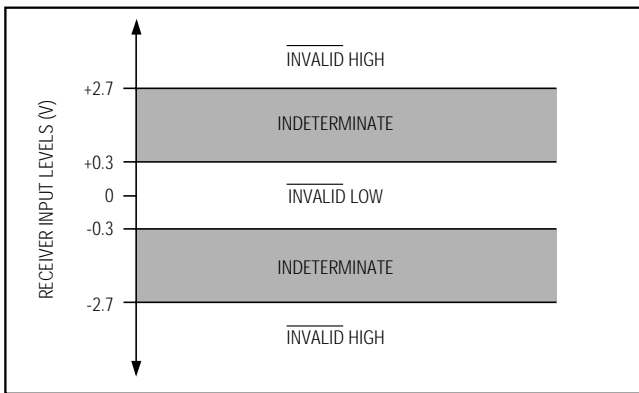 INVALID HIGH
+2.7
INDETERMINATE
+0.3
0
INVALID LOW
-0.3
INDETERMINATE
-2.7
INVALID HIGH
RECEIVER INPUT LEVELS (V)